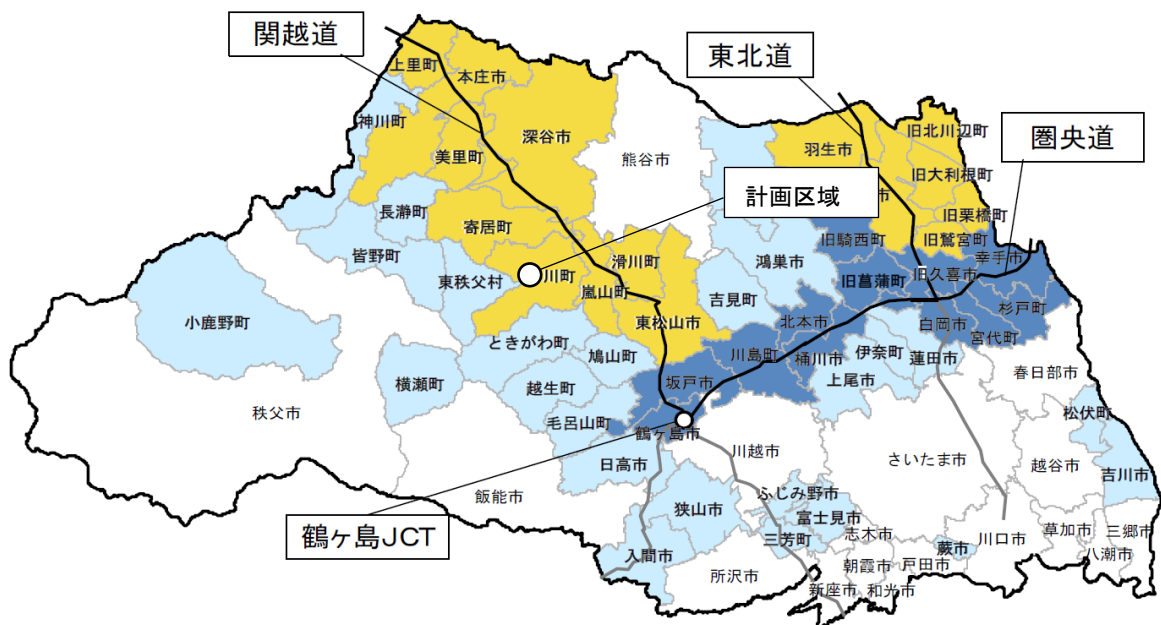 関越道
東北道
圏央道
計画区域
鶴ヶ島JCT
上里町
本庄市
神川町
深谷市
美里町
熊谷市
羽生市
旧北川辺町
旧大利根町
市
旧栗橋町
長瀞町
寄居町
旧騎西町
旧鷲宮町
幸手市
皆野町
滑川町
鴻巣市
旧久喜市
東秩父村
川町
嵐山町
旧菖蒲町
吉見町
杉戸町
小鹿野町
東松山市
北本市
白岡市
宮代町
ときがわ町
鳩山町
川島町
桶川市
伊奈町
蓮田市
春日部市
横瀬町
越生町
坂戸市
上尾市
秩父市
毛呂山町
鶴ヶ島市
松伏町
日高市
川越市
さいたま市
越谷市
吉川市
飯能市
狭山市
ふじみ野市
富士見市
入間市
三芳町
志木市
蕨市
川口市
草加市
三郷市
八潮市
所沢市
朝霞市
戸田市
新座市
和光市